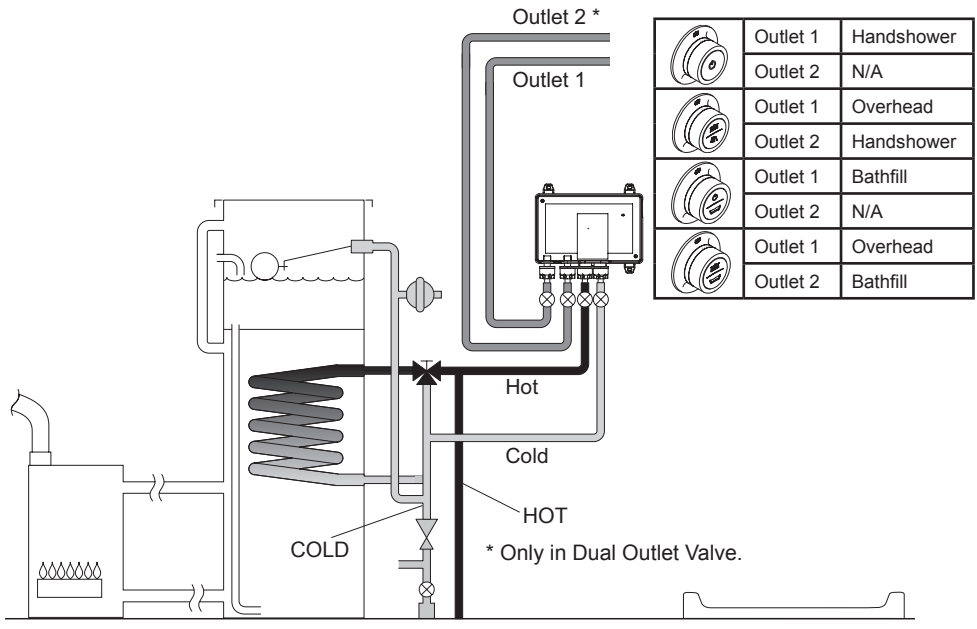 Outlet 2 *
Outlet 1
Outlet 1 Handshower
Outlet 2 N/A
Outlet 1 Overhead
Outlet 2 Handshower
Outlet 1 Bathfill
Outlet 2 N/A
Outlet 1 Overhead
Outlet 2 Bathfill
Hot
Cold
HOT
COLD
* Only in Dual Outlet Valve.